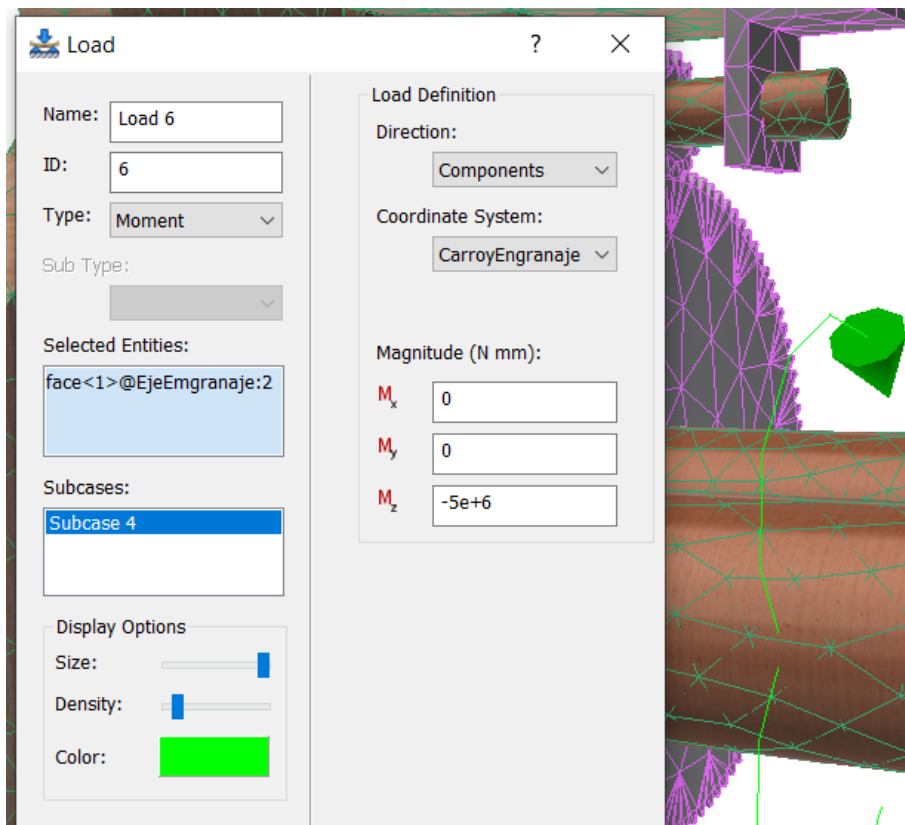 Load
?
Name:
Load 6
ID:
6
Type:
Moment
Sub Type:
Selected Entities:
face<1>@EjeEmgranaje:2
Subcases:
Subcase 4
Display Options
Size:
Density:
Color:
Load Definition
Direction:
Components
Coordinate System:
CarroyEngranaje
Magnitude (N mm):
Mx
0
My
0
Mz
-5e+6